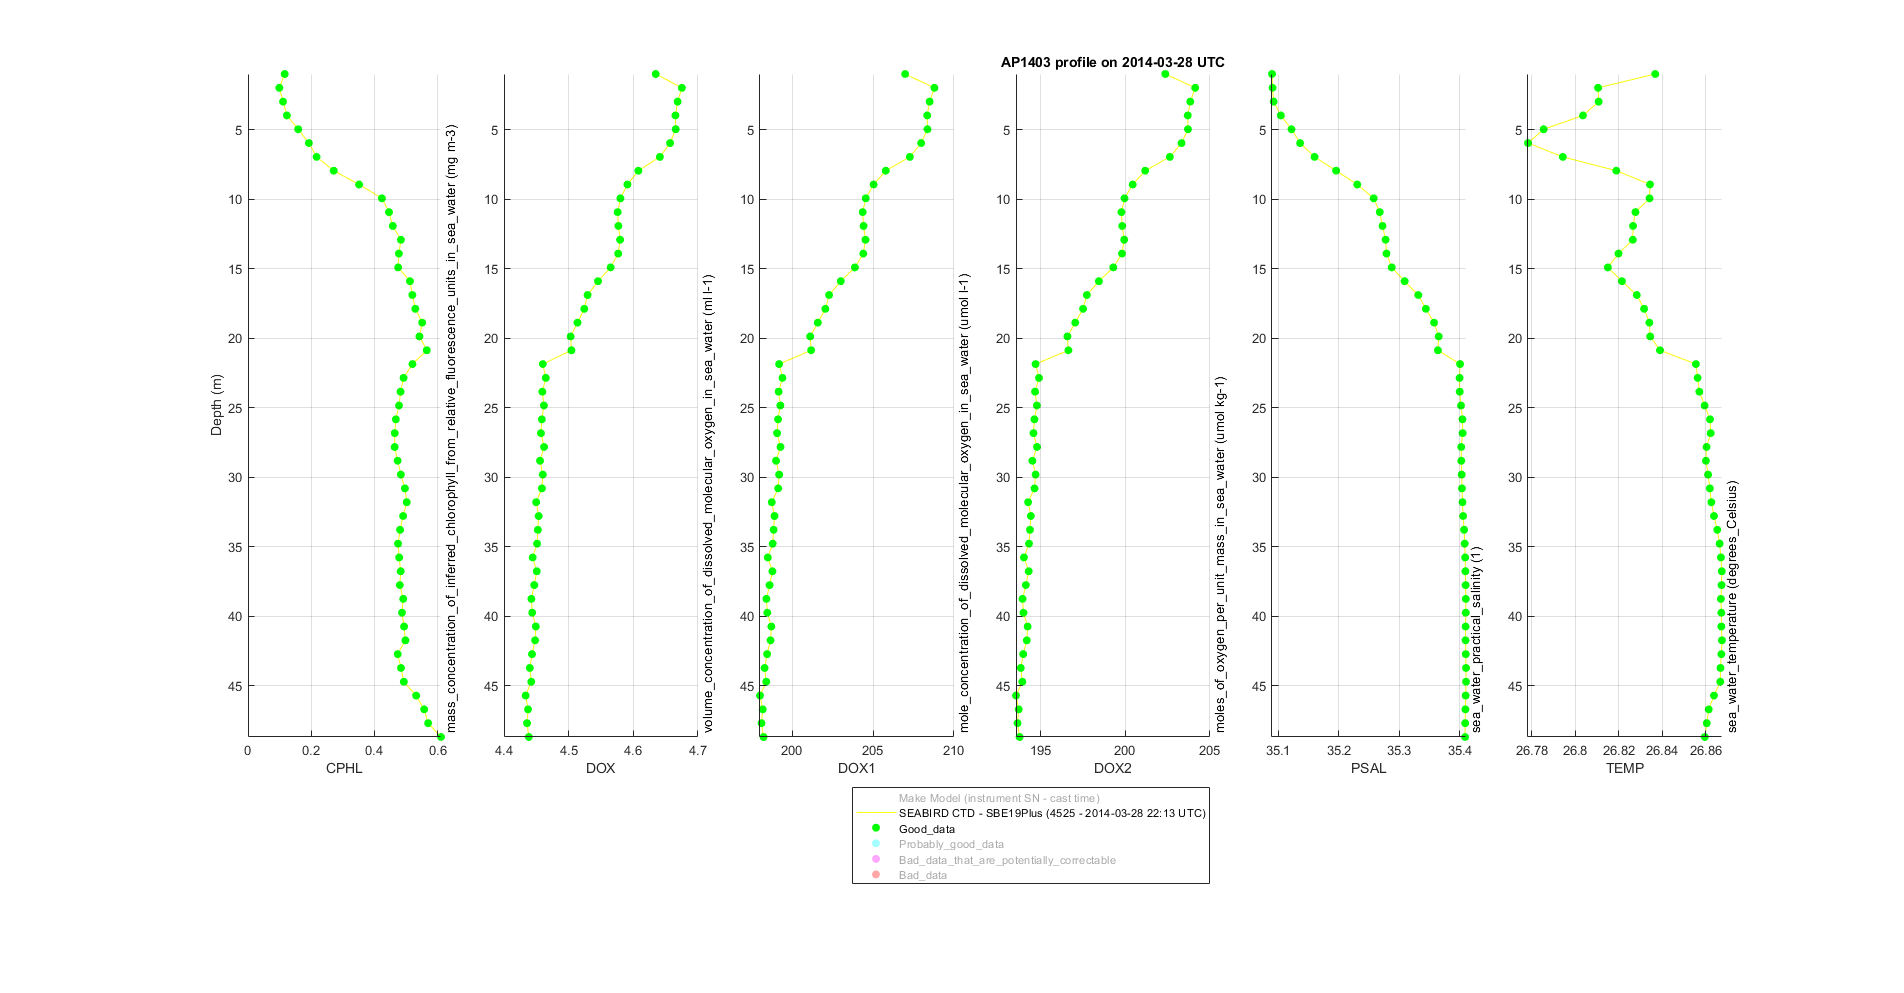 AP1403 profile on 2014-03-28 UTC
Depth (m)
5
10
15
20
25
30
35
40
45
0 0.2 0.4 0.6
CPHL
mass_concentration_of_inferred_chlorophyll_from_relative_fluorescence_units_in_sea_water (mg m-3)
5
10
15
20
25
30
35
40
45
4.4 4.5 4.6 4.7
DOX
volume_concentration_of_dissolved_molecular_oxygen_in_sea_water (ml l-1)
5
10
15
20
25
30
35
40
45
200 205 210
DOX1
mole_concentration_of_dissolved_molecular_oxygen_in_sea_water (umol l-1)
5
10
15
20
25
30
35
40
45
195 200 205
DOX2
moles_of_oxygen_per_unit_mass_in_sea_water (umol kg-1)
5
10
15
20
25
30
35
40
45
35.1 35.2 35.3 35.4
PSAL
sea_water_practical_salinity (1)
5
10
15
20
25
30
35
40
45
26.78 26.8 26.82 26.84 26.86
TEMP
sea_water_temperature (degrees_Celsius)
Make Model (instrument SN - cast time)
SEABIRD CTD - SBE19Plus (4525 - 2014-03-28 22:13 UTC)
Good_data
Probably_good_data
Bad_data_that_are_potentially_correctable
Bad_data